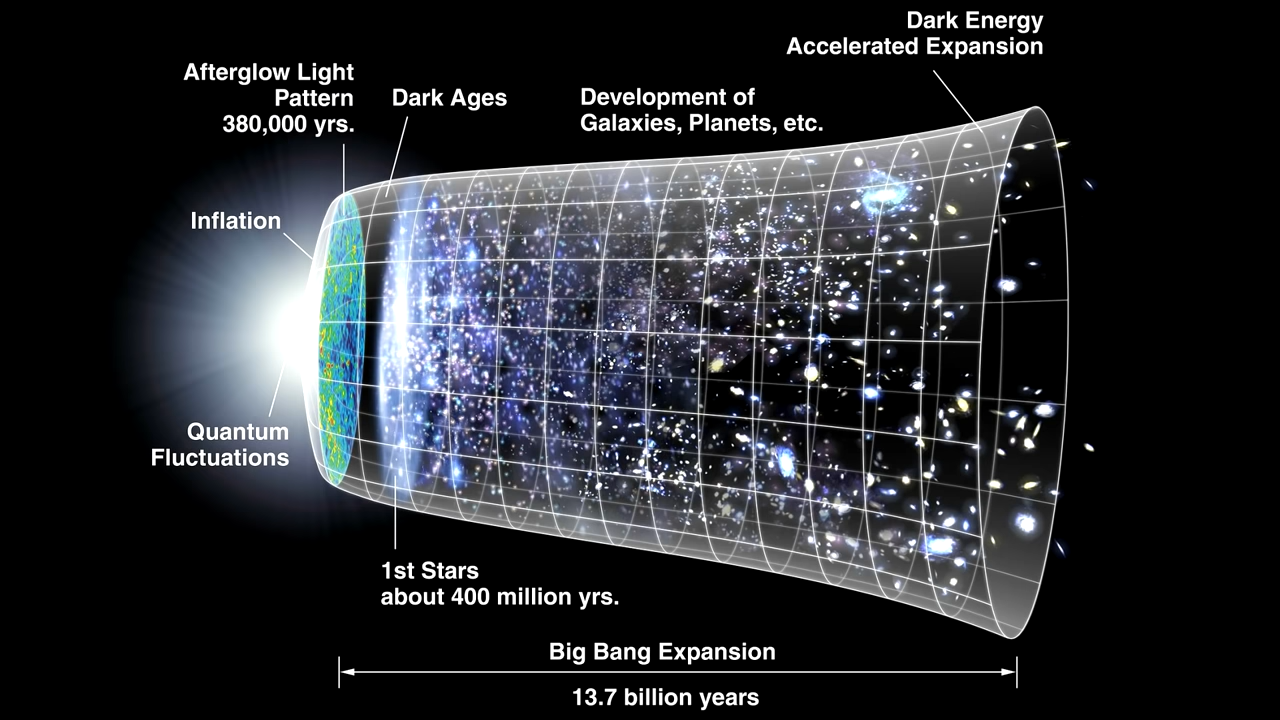 Dark Energy
Accelerated Expansion
Afterglow Light
Pattern
380,000 yrs.
Dark Ages
Development of
Galaxies, Planets, etc.
Inflation
Quantum
Fluctuations
1st Stars
about 400 million yrs.
Big Bang Expansion
13.7 billion years